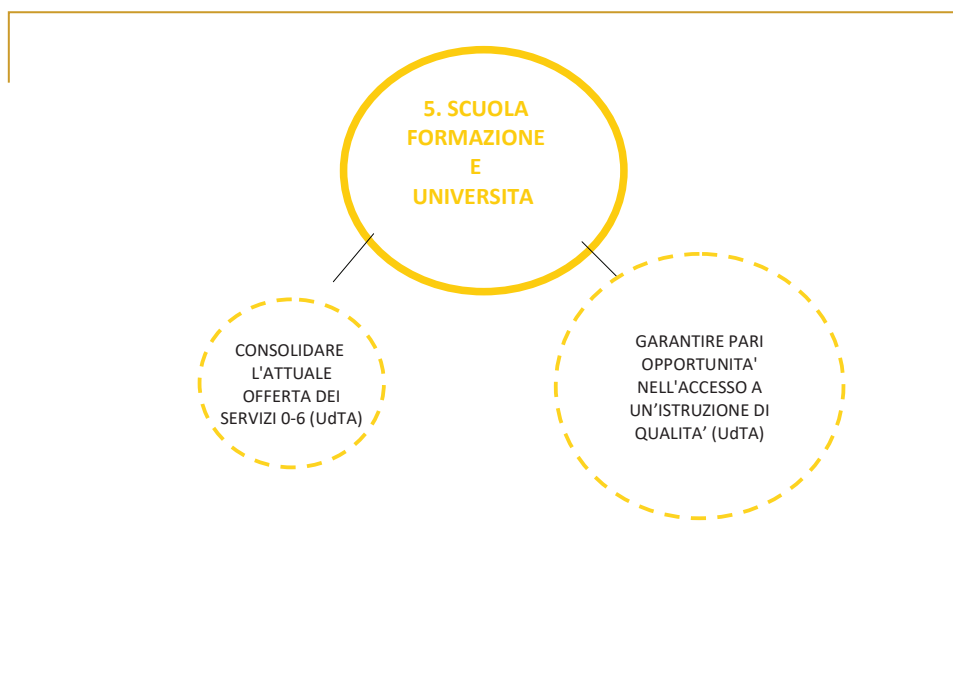 5. SCUOLA
FORMAZIONE
E
UNIVERSITA
CONSOLIDARE
L'ATTUALE
OFFERTA DEI
SERVIZI 0-6 (UdTA)
GARANTIRE PARI
OPPORTUNITA'
NELL'ACCESSO A
UN’ISTRUZIONE DI
QUALITA’ (UdTA)